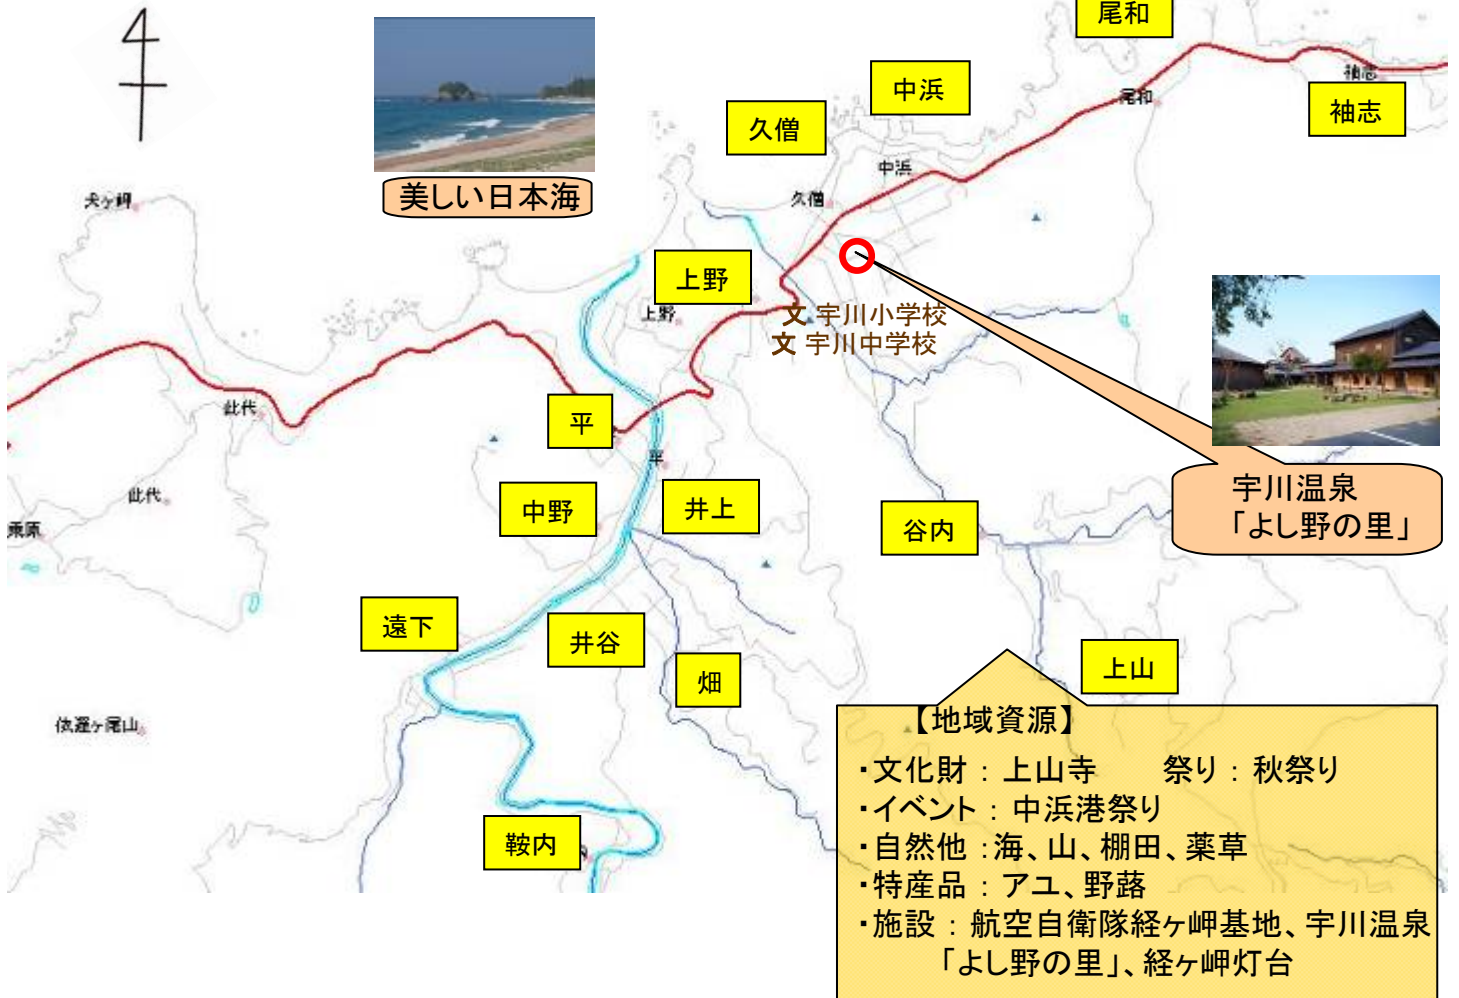 尾和
中浜
久僧
袖志
袖志
尾和
中浜
久僧
美しい日本海
犬ヶ岬
上野
上野
文 宇川小学校
文 宇川中学校
此代
平
平
此代
中野
井上
谷内
宇川温泉
「よし野の里」
遠下
井谷
畑
上山
鞍内
【地域資源】
・文化財：上山寺　　祭り：秋祭り
・イベント：中浜港祭り
・自然他：海、山、棚田、薬草
・特産品：アユ、野蕗
・施設：航空自衛隊経ヶ岬基地、宇川温泉
「よし野の里」、経ヶ岬灯台